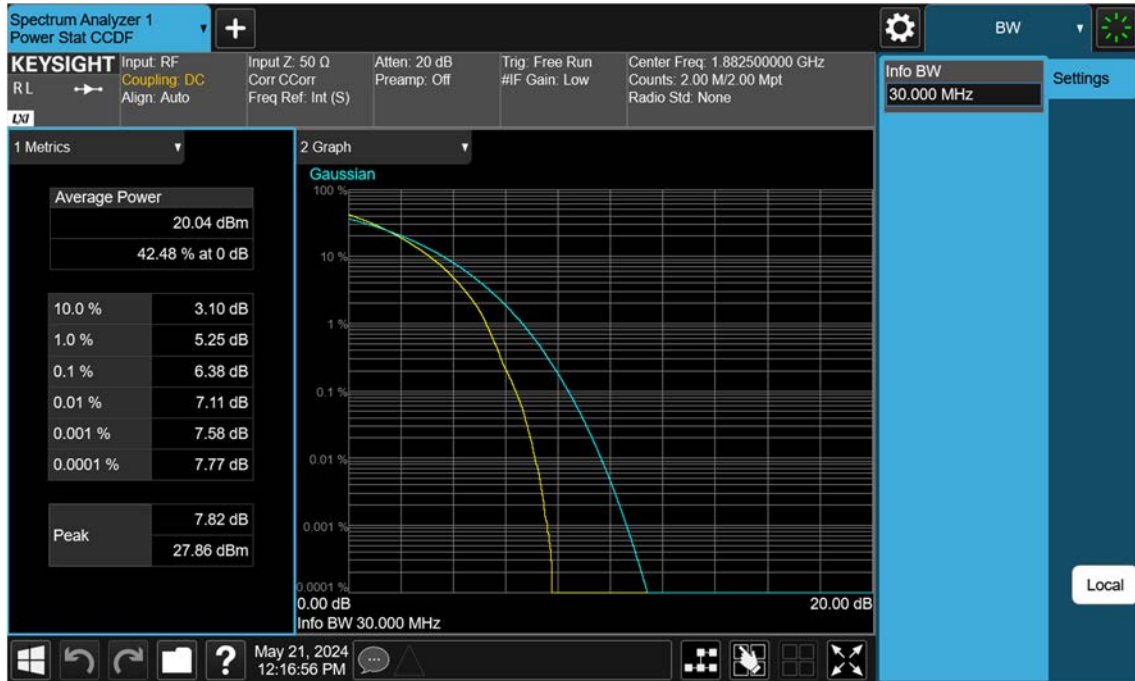 Spectrum Analyzer 1
Power Stat CCDF
+
BW
KEYSIGHT
R L
LXI
Input: RF
Coupling: DC
Align: Auto
Input Z: 50 Ω
Corr CCorr
Freq Ref: Int (S)
Atten: 20 dB
Preamp: Off
Trig: Free Run
#IF Gain: Low
Center Freq: 1.882500000 GHz
Counts: 2.00 M/2.00 Mpt
Radio Std: None
Info BW
30.000 MHz
Settings
1 Metrics
Average Power
20.04 dBm
42.48 % at 0 dB
10.0 % 3.10 dB
1.0 % 5.25 dB
0.1 % 6.38 dB
0.01 % 7.11 dB
0.001 % 7.58 dB
0.0001 % 7.77 dB
Peak
7.82 dB
27.86 dBm
2 Graph
Gaussian
100 %
10 %
1 %
0.1 %
0.01 %
0.001 %
0.0001 %
0.00 dB 20.00 dB
Info BW 30.000 MHz
Local
?
May 21, 2024
12:16:56 PM